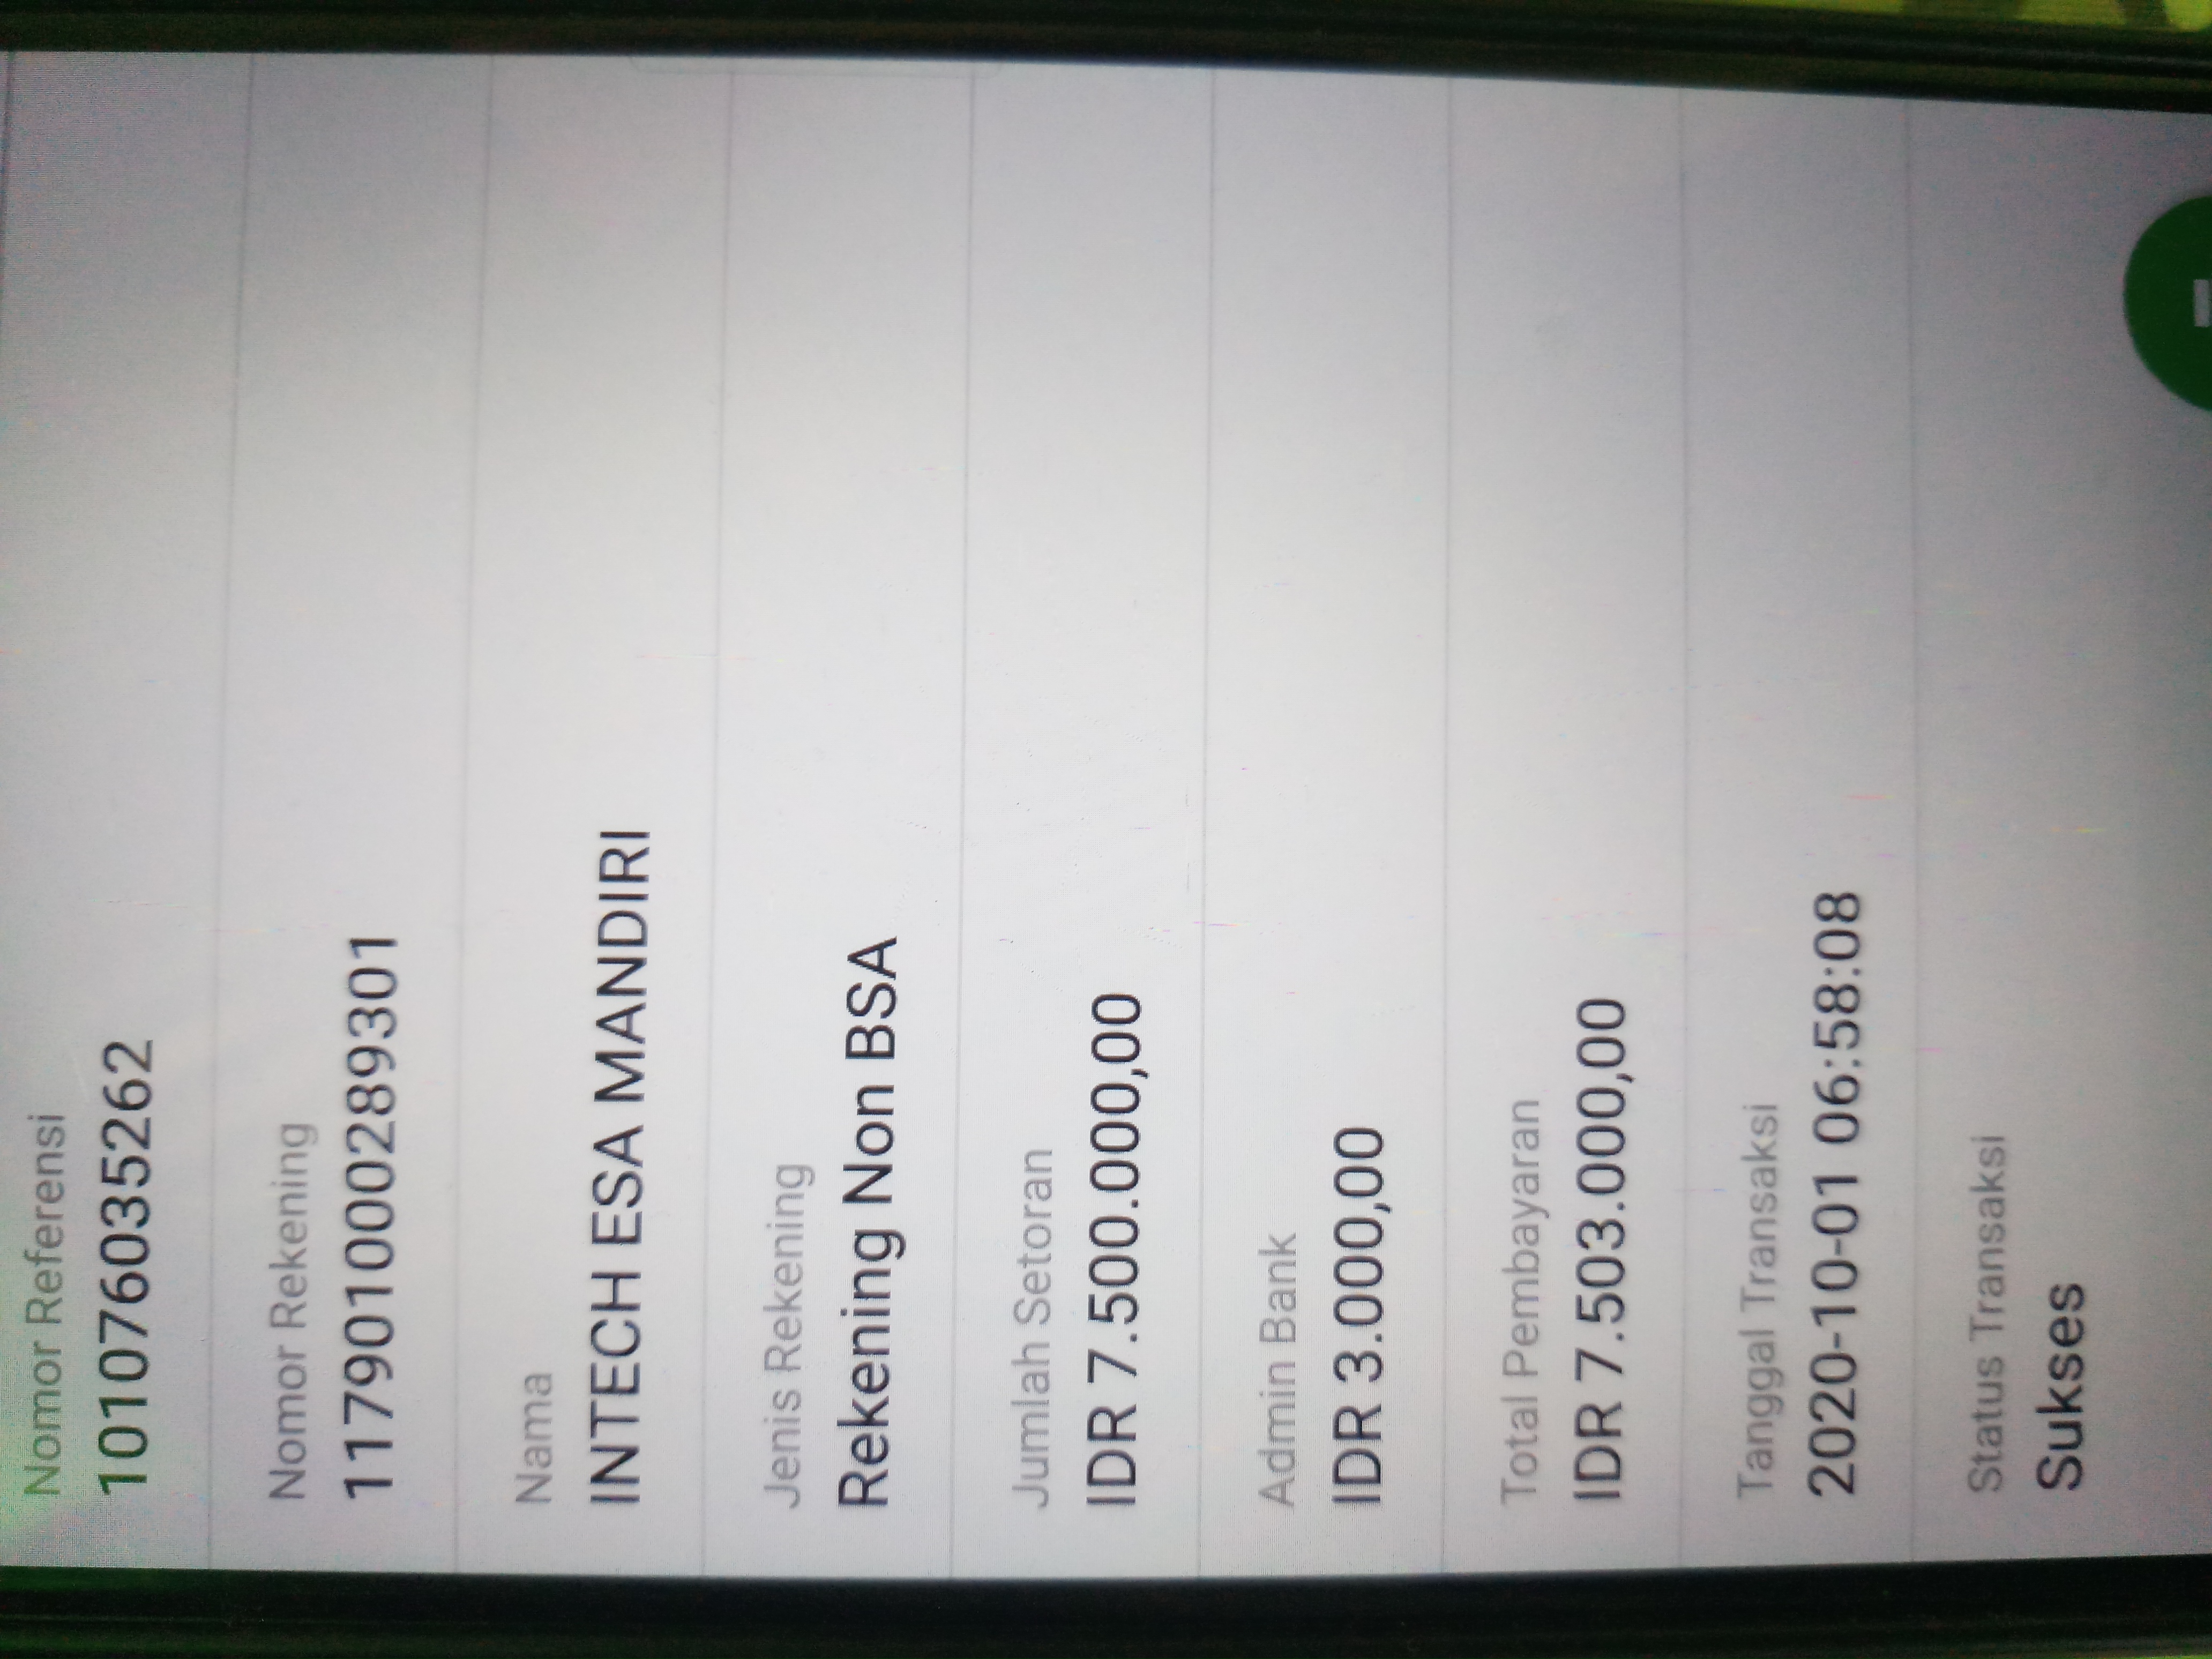 Nomor Referensi
101076035262
Nomor Rekening
117901000289301
Nama
INTECH ESA MANDIRI
Jenis Rekening
Rekening Non BSA
Jumlah Setoran
IDR 7.500.000,00
Admin Bank
IDR 3.000,00
Total Pembayaran
IDR 7.503.000,00
Tanggal Transaksi
2020-10-01 06:58:08
Status Transaksi
Sukses